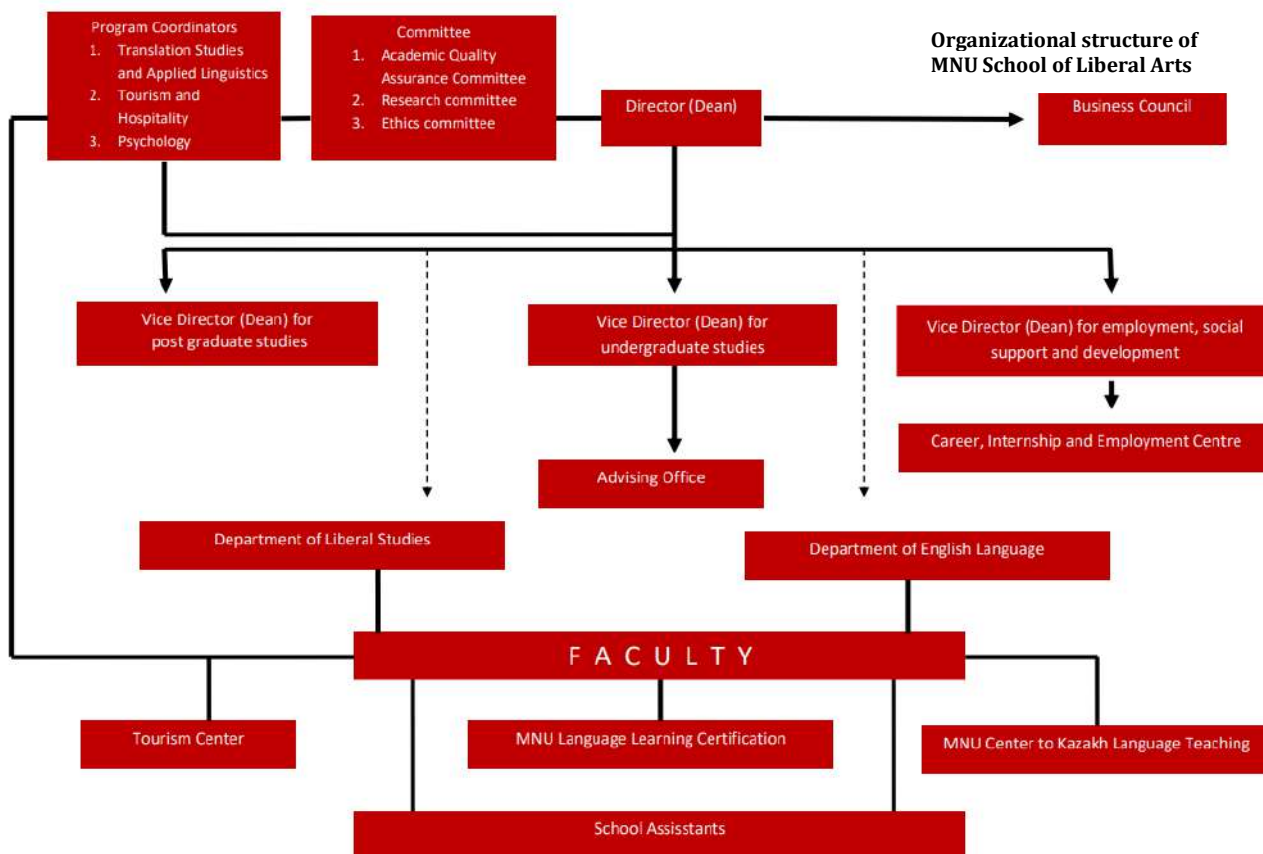 Program Coordinators
1. Translation Studies
and Applied Linguistics
2. Tourism and
Hospitality
3. Psychology
Committee
1. Academic Quality
Assurance Committee
2. Research committee
3. Ethics committee
Organizational structure of
MNU School of Liberal Arts
Director (Dean)
Business Council
Vice Director (Dean) for
post graduate studies
Vice Director (Dean) for
undergraduate studies
Vice Director (Dean) for employment, social
support and development
Career, Internship and Employment Centre
Advising Office
Department of Liberal Studies
Department of English Language
FACULTY
Tourism Center
MNU Language Learning Certification
MNU Center to Kazakh Language Teaching
School Assisstants